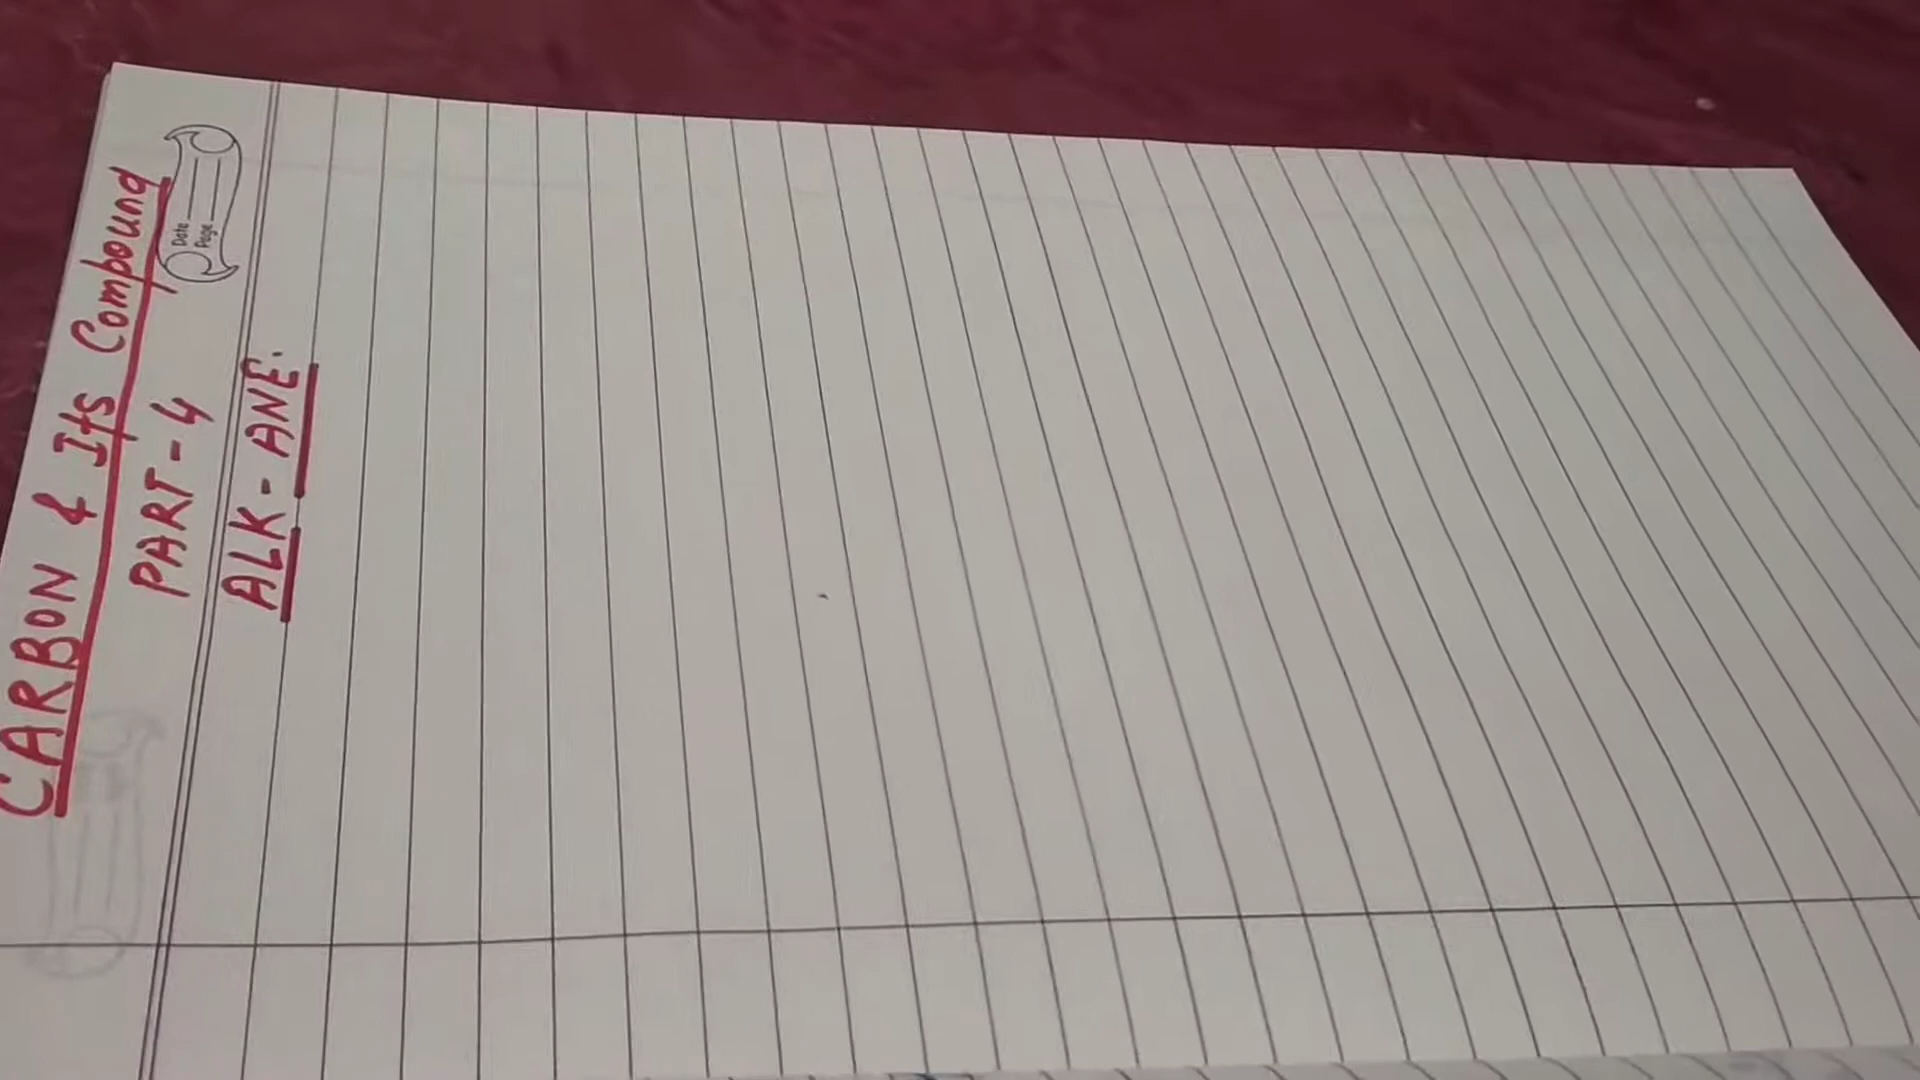 CARBON & Its Compound
Date
Page
PART-4
ALK-ANE.